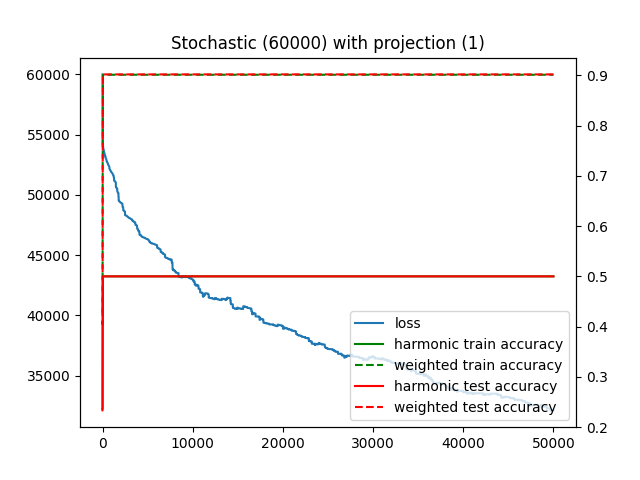 Stochastic (60000) with projection (1)
60000
55000
50000
45000
40000
35000
0.9
0.8
0.7
0.6
0.5
0.4
0.3
0.2
loss
harmonic train accuracy
weighted train accuracy
harmonic test accuracy
weighted test accuracy
0 10000 20000 30000 40000 50000